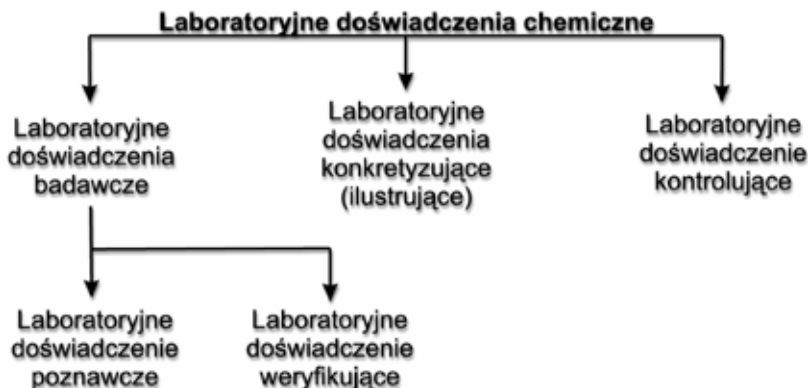 Laboratoryjne doświadczenia chemiczne
Laboratoryjne
doświadczenia
badawcze
Laboratoryjne
doświadczenia
konkretyzujące
(ilustrujące)
Laboratoryjne
doświadczenie
kontrolujące
Laboratoryjne
doświadczenie
poznawcze
Laboratoryjne
doświadczenie
weryfikujące